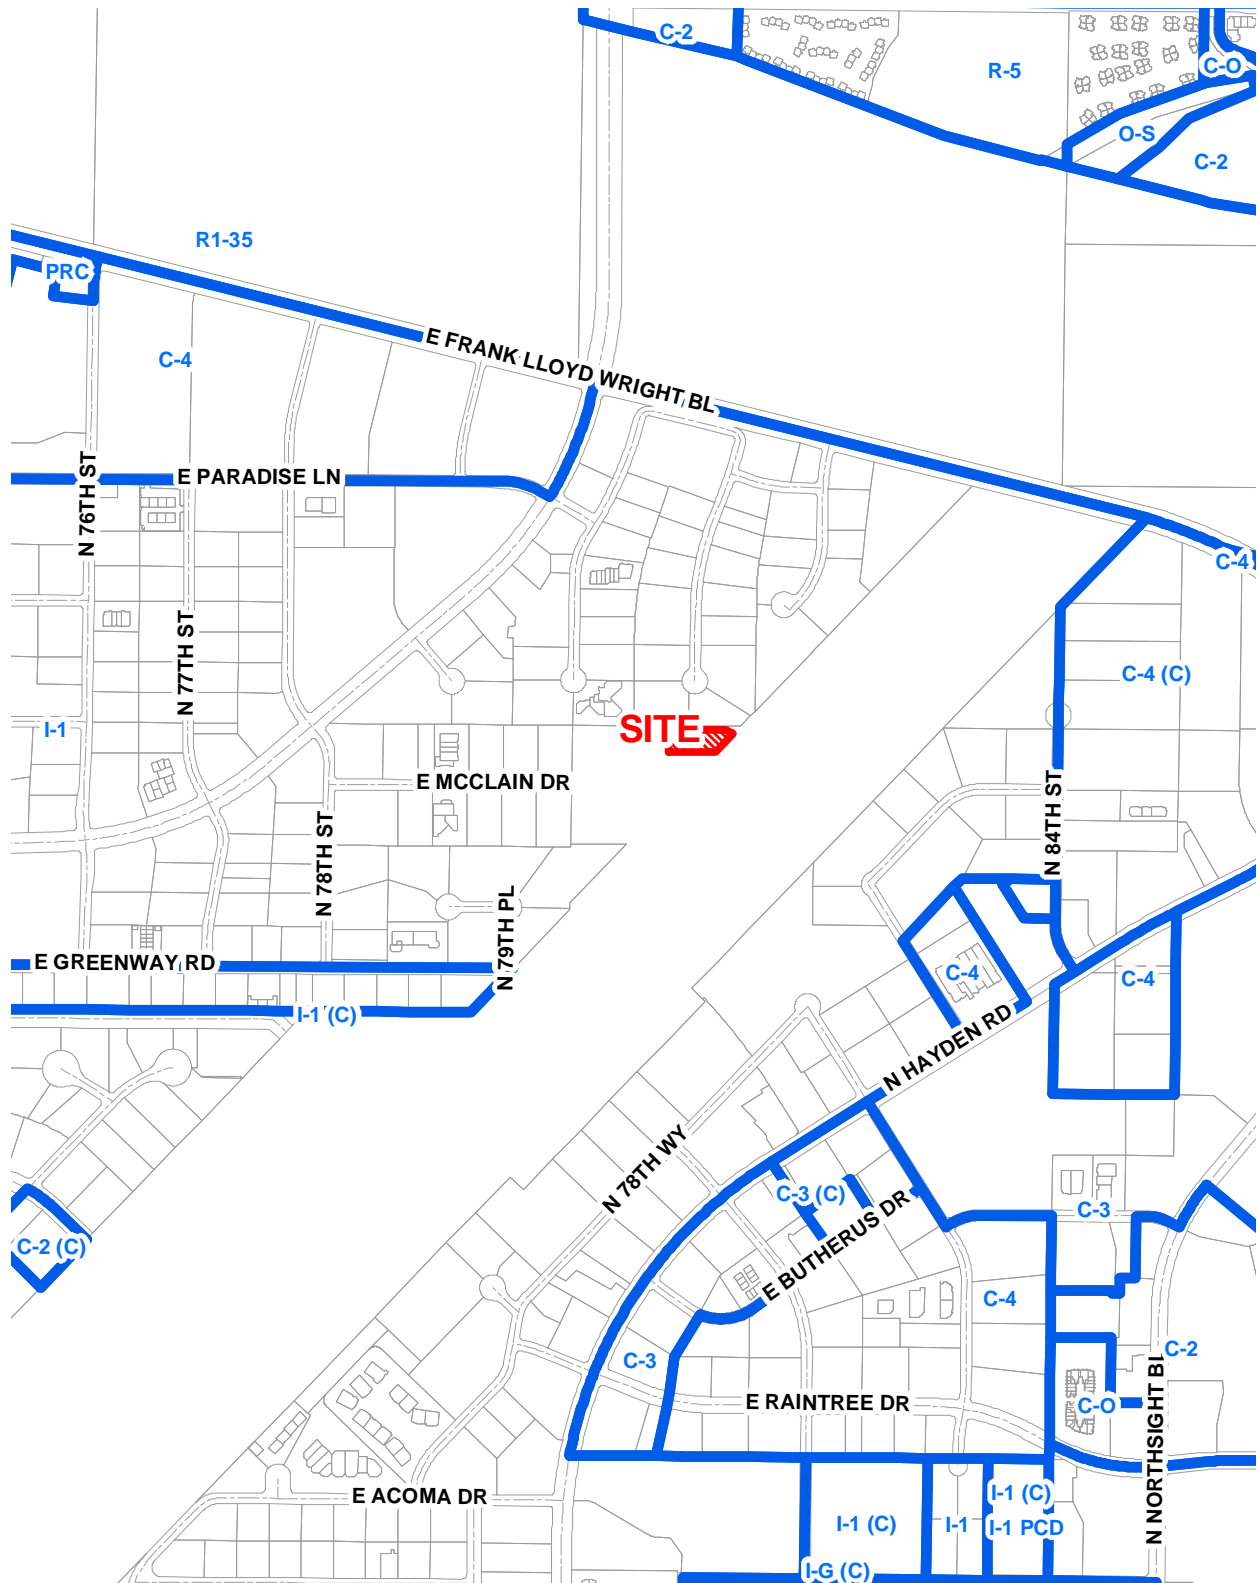 C-2
R-5
C-O
O-S
C-2
R1-35
PRC
C-4
E FRANK LLOYD WRIGHT BL
E PARADISE LN
N 76TH ST
C-4
N 77TH ST
C-4 (C)
I-1
SITE
E MCCLAIN DR
N 84TH ST
N 78TH ST
N 79TH PL
E GREENWAY RD
C-4
C-4
I-1 (C)
N HAYDEN RD
N 78TH WY
C-3 (C)
C-3
E BUTHERUS DR
C-2 (C)
C-4
C-2
C-3
E RAINTREE DR
C-O
N NORTHSIGHT BL
E ACOMA DR
I-1 (C)
I-1 (C)
I-1
I-1 PCD
I-G (C)